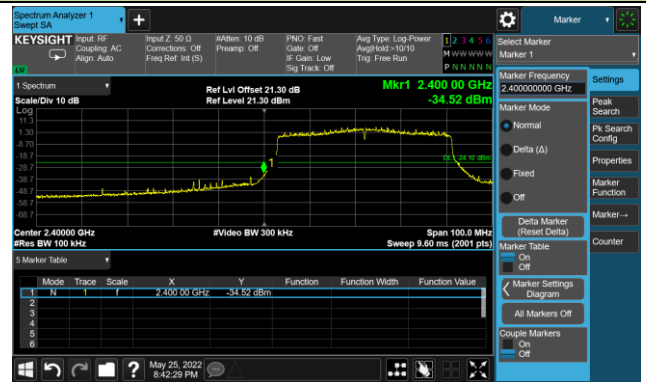 Spectrum Analyzer 1
Swept SA
Marker
KEYSIGHT Input: RF
Coupling: AC
Align: Auto
Input Z: 50 Ω
Corrections: Off
Freq Ref: Int (S)
#Atten: 10 dB
Preamp: Off
PNO: Fast
Gate: Off
IF Gain: Low
Sig Track: Off
Avg Type: Log-Power
Avg|Hold:>10/10
Trig: Free Run
1 2 3 4 5 6
M W W W W W
P N N N N N
Select Marker
Marker 1
1 Spectrum
Scale/Div 10 dB
Ref Lvl Offset 21.30 dB
Ref Level 21.30 dBm
Mkr1 2.400 00 GHz
-34.52 dBm
Log
11.3
1.30
-8.70
-18.7
-28.7
-38.7
-48.7
-58.7
-68.7
1
DL1 -24.10 dBm
Center 2.40000 GHz
#Res BW 100 kHz
#Video BW 300 kHz
Span 100.0 MHz
Sweep 9.60 ms (2001 pts)
5 Marker Table
Mode Trace Scale X Y Function Function Width Function Value
1 N 1 f 2.400 00 GHz -34.52 dBm
2
3
4
5
6
Marker Frequency
2.400000000 GHz
Marker Mode
Normal
Delta (Δ)
Fixed
Off
Delta Marker
(Reset Delta)
Marker Table
On
Off
Marker Settings
Diagram
All Markers Off
Couple Markers
On
Off
Settings
Peak
Search
Pk Search
Config
Properties
Marker
Function
Marker→
Counter
May 25, 2022
8:42:29 PM